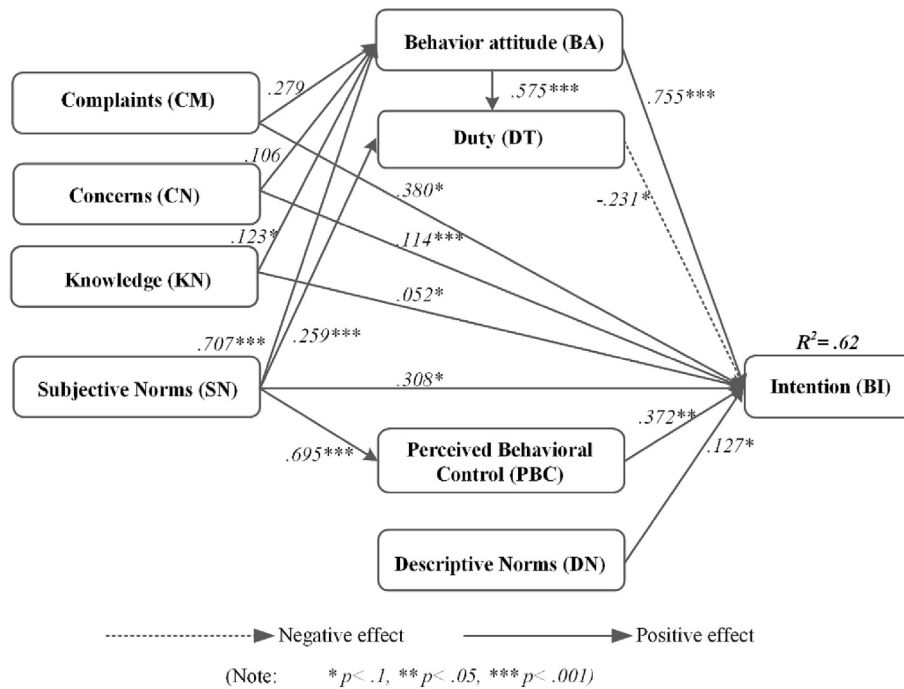 Behavior attitude (BA)
Complaints (CM)
.279
.575***
.755***
Duty (DT)
.106
Concerns (CN)
.380*
-.231*
.123*
.114***
Knowledge (KN)
.052*
.707***
.259***
R²= .62
Subjective Norms (SN)
.308*
Intention (BI)
.372**
.695***
Perceived Behavioral
Control (PBC)
.127*
Descriptive Norms (DN)
Negative effect
Positive effect
(Note: * p< .1, ** p< .05, *** p< .001)